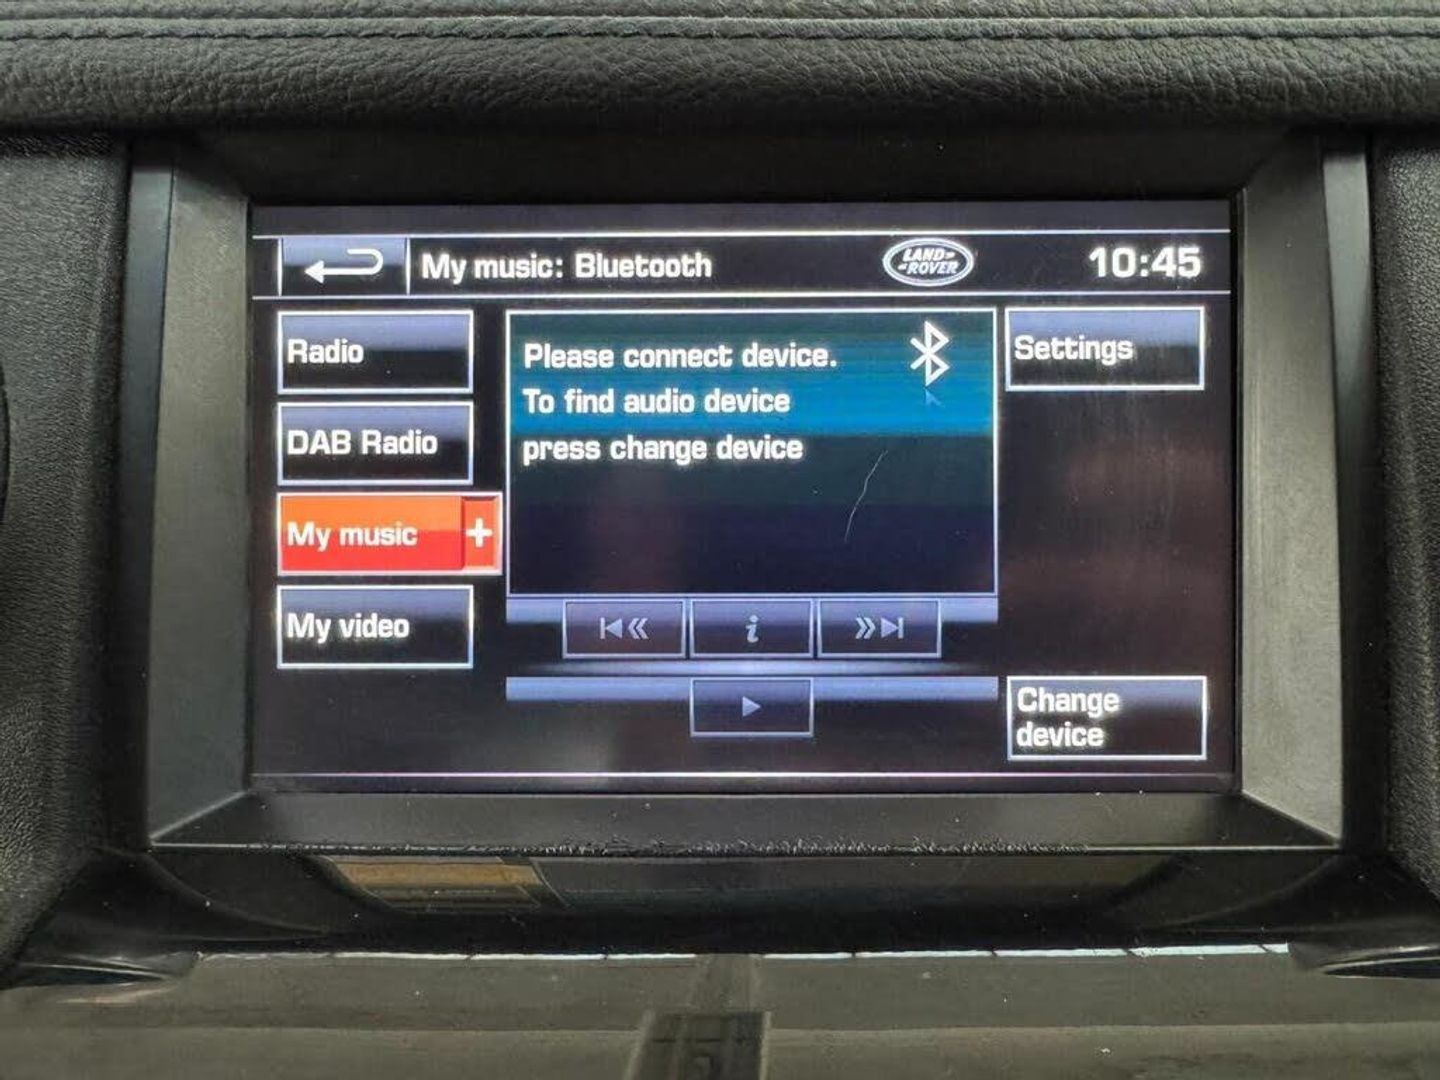 My music: Bluetooth
LAND-
-ROVER
10:45
Radio
DAB Radio
My music +
My video
Please connect device.
To find audio device
press change device
i
Settings
Change
device